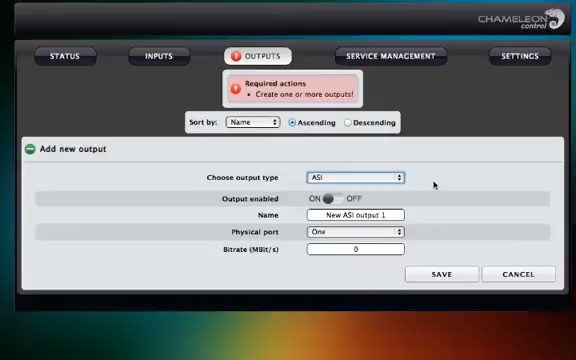 CHAMELEON
control
STATUS INPUTS OUTPUTS SERVICE MANAGEMENT SETTINGS
Required actions
• Create one or more outputs!
Sort by: Name Ascending Descending
Add new output
Choose output type ASI
Output enabled ON OFF
Name New ASI output 1
Physical port One
Bitrate (MBit/s) 0
SAVE CANCEL